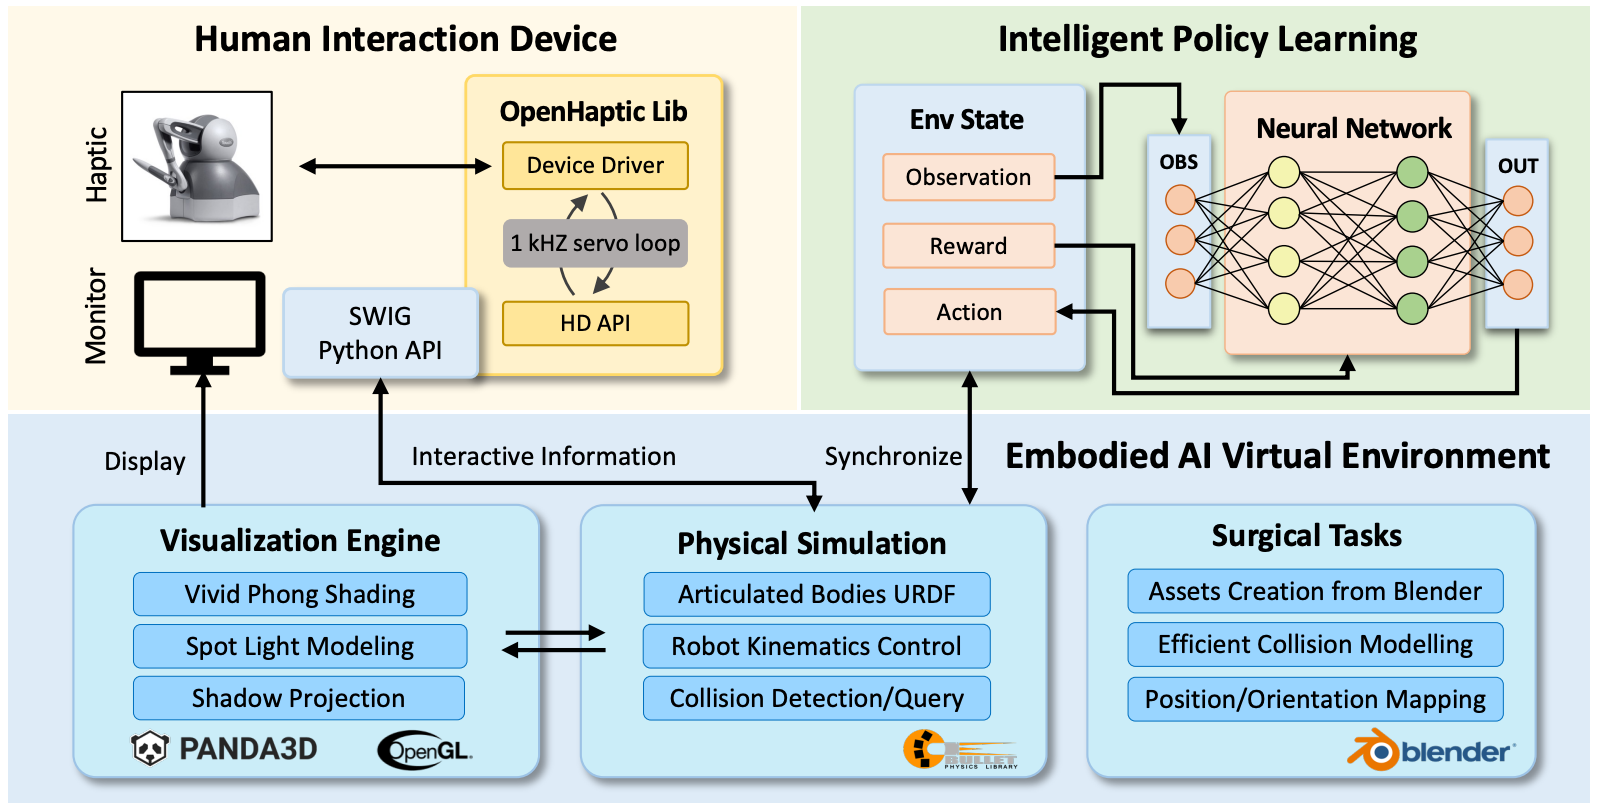 Human Interaction Device
Haptic
Monitor
OpenHaptic Lib
Device Driver
1 kHZ servo loop
HD API
SWIG
Python API
Intelligent Policy Learning
Env State
Observation
Reward
Action
OBS
Neural Network
OUT
Display
Interactive Information
Synchronize
Embodied AI Virtual Environment
Visualization Engine
Vivid Phong Shading
Spot Light Modeling
Shadow Projection
PANDA3D
OpenGL.
Physical Simulation
Articulated Bodies URDF
Robot Kinematics Control
Collision Detection/Query
BULLET
PHYSICS LIBRARY
Surgical Tasks
Assets Creation from Blender
Efficient Collision Modelling
Position/Orientation Mapping
blender